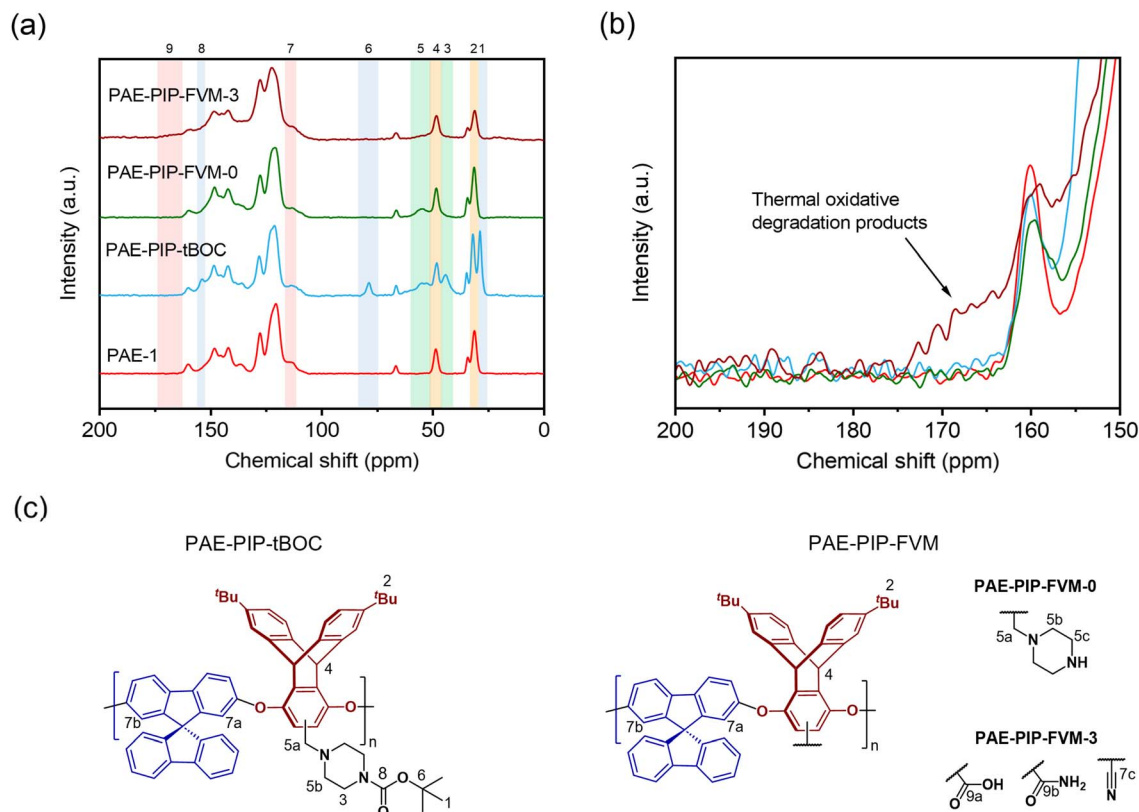 (a)
9 8 7 6 5 4 3 2 1
PAE-PIP-FVM-3
PAE-PIP-FVM-0
PAE-PIP-tBOC
PAE-1
Intensity (a.u.)
200 150 100 50 0
Chemical shift (ppm)
(b)
Thermal oxidative
degradation products
Intensity (a.u.)
200 190 180 170 160 150
Chemical shift (ppm)
(c)
PAE-PIP-tBOC
2
tBu tBu
4
7b 7a O O n
5a
N
5b N 8 O 6
3 O 1
PAE-PIP-FVM
2
tBu tBu
4
7b 7a O O n
PAE-PIP-FVM-0
5a N 5b 5c
NH
PAE-PIP-FVM-3
OH NH2 7c
O 9a O 9b N